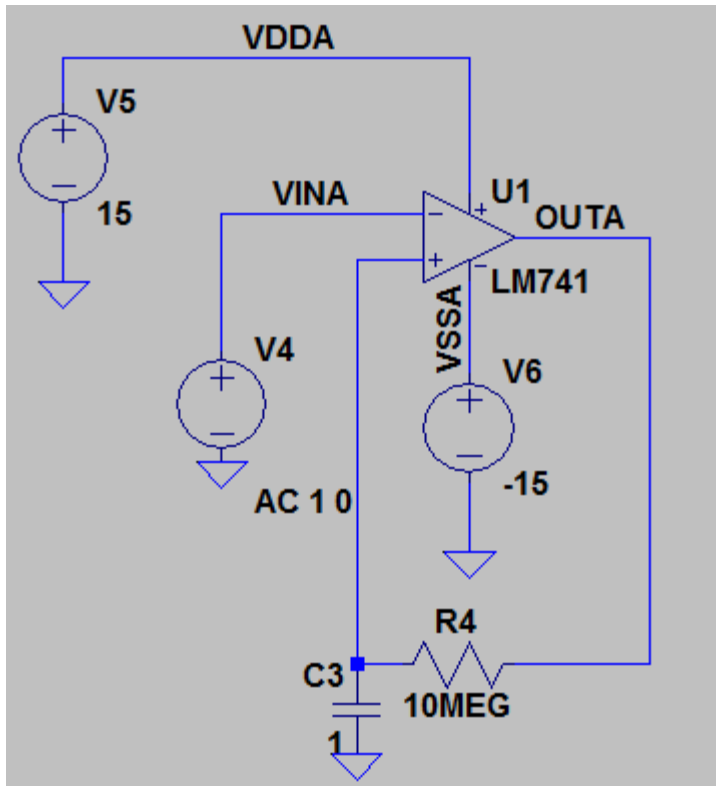 VDDA
V5
15
VINA
U1
OUTA
LM741
VSSA
V4
V6
-15
AC 1 0
R4
10MEG
C3
1